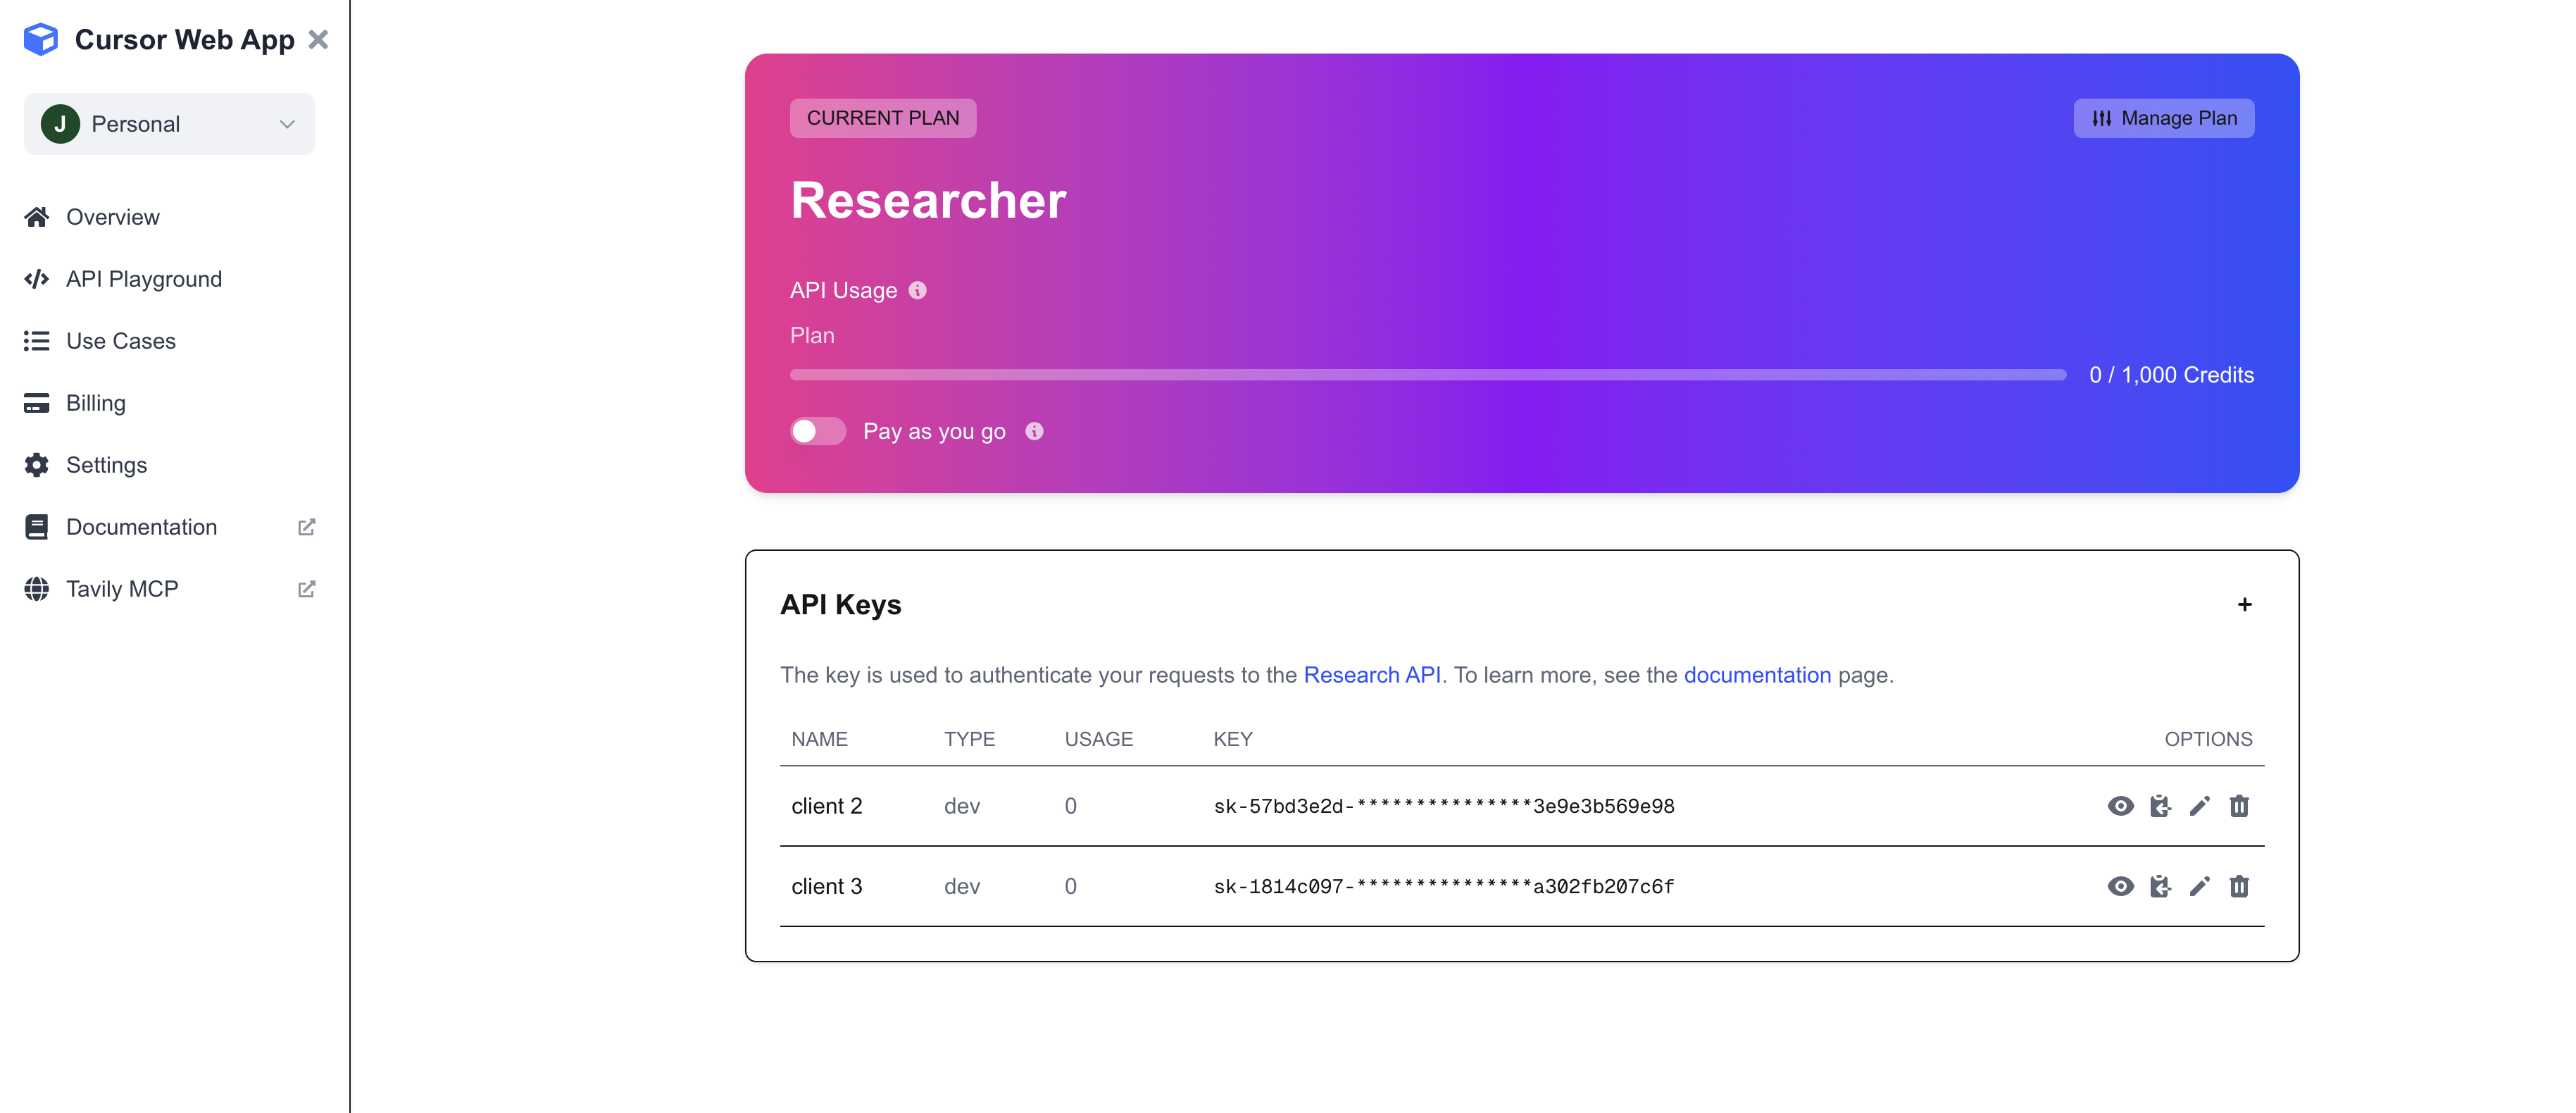 Cursor Web App
J Personal
Overview
API Playground
Use Cases
Billing
Settings
Documentation
Tavily MCP
CURRENT PLAN
Manage Plan
Researcher
API Usage
Plan
0 / 1,000 Credits
Pay as you go
API Keys
+
The key is used to authenticate your requests to the Research API. To learn more, see the documentation page.
NAME TYPE USAGE KEY OPTIONS
client 2 dev 0 sk-57bd3e2d-***************3e9e3b569e98
client 3 dev 0 sk-1814c097-***************a302fb207c6f